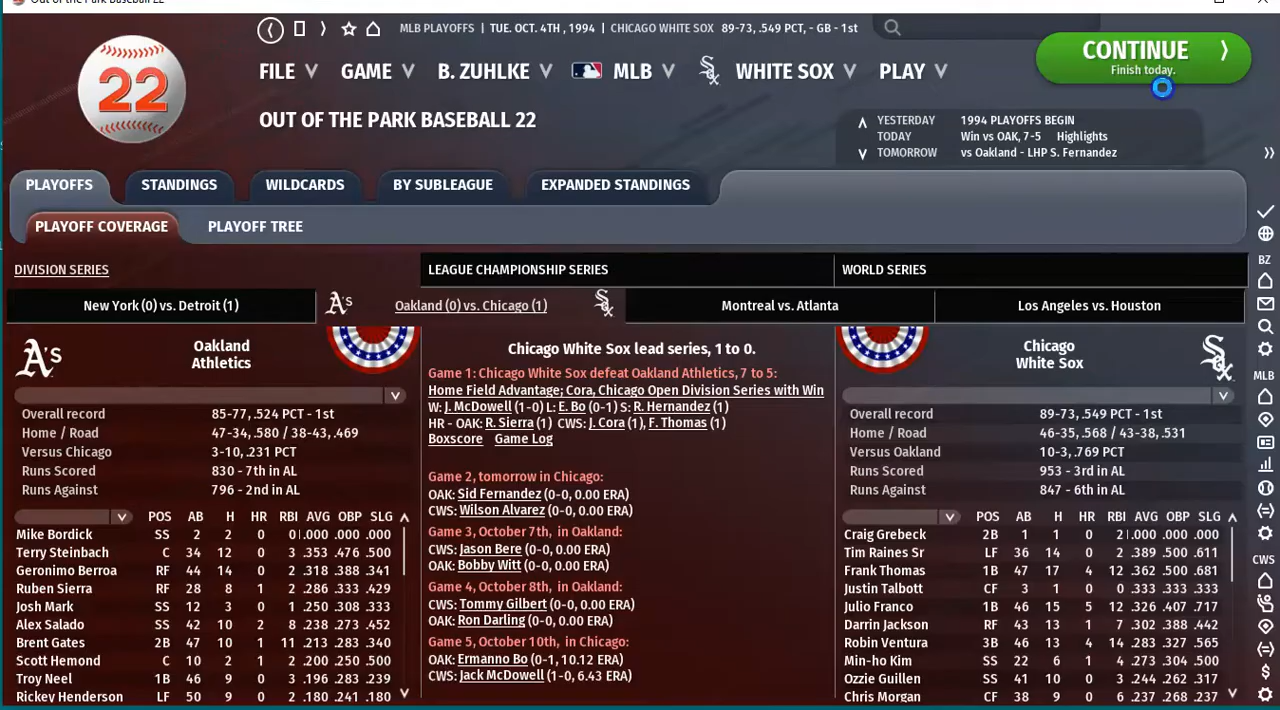 Out of the Park Baseball 22
MLB PLAYOFFS | TUE. OCT. 4TH , 1994 | CHICAGO WHITE SOX 89-73, .549 PCT, - GB - 1st
22
FILE GAME B. ZUHLKE MLB WHITE SOX PLAY
CONTINUE
Finish today.
OUT OF THE PARK BASEBALL 22
YESTERDAY 1994 PLAYOFFS BEGIN
TODAY Win vs OAK, 7-5 Highlights
TOMORROW vs Oakland - LHP S. Fernandez
PLAYOFFS STANDINGS WILDCARDS BY SUBLEAGUE EXPANDED STANDINGS
PLAYOFF COVERAGE PLAYOFF TREE
DIVISION SERIES LEAGUE CHAMPIONSHIP SERIES WORLD SERIES
New York (0) vs. Detroit (1) A's Oakland (0) vs. Chicago (1) Sox Montreal vs. Atlanta Los Angeles vs. Houston
A's
Oakland
Athletics
Overall record 85-77, .524 PCT - 1st
Home / Road 47-34, .580 / 38-43, .469
Versus Chicago 3-10, .231 PCT
Runs Scored 830 - 7th in AL
Runs Against 796 - 2nd in AL
POS AB H HR RBI AVG OBP SLG
Mike Bordick SS 2 2 0 0 1.000 .000 .000
Terry Steinbach C 34 12 0 3 .353 .476 .500
Geronimo Berroa RF 44 14 0 2 .318 .388 .341
Ruben Sierra RF 28 8 1 2 .286 .333 .429
Josh Mark SS 12 3 0 1 .250 .308 .333
Alex Salado SS 42 10 2 8 .238 .273 .452
Brent Gates 2B 47 10 1 11 .213 .283 .340
Scott Hemond C 10 2 1 2 .200 .250 .500
Troy Neel 1B 46 9 0 3 .196 .283 .239
Rickey Henderson LF 50 9 0 2 .180 .241 .180
Chicago White Sox lead series, 1 to 0.
Game 1: Chicago White Sox defeat Oakland Athletics, 7 to 5:
Home Field Advantage; Cora, Chicago Open Division Series with Win
W: J. McDowell (1-0) L: E. Bo (0-1) S: R. Hernandez (1)
HR - OAK: R. Sierra (1) CWS: J. Cora (1), F. Thomas (1)
Boxscore Game Log
Game 2, tomorrow in Chicago:
OAK: Sid Fernandez (0-0, 0.00 ERA)
CWS: Wilson Alvarez (0-0, 0.00 ERA)
Game 3, October 7th, in Oakland:
CWS: Jason Bere (0-0, 0.00 ERA)
OAK: Bobby Witt (0-0, 0.00 ERA)
Game 4, October 8th, in Oakland:
CWS: Tommy Gilbert (0-0, 0.00 ERA)
OAK: Ron Darling (0-0, 0.00 ERA)
Game 5, October 10th, in Chicago:
OAK: Ermanno Bo (0-1, 10.12 ERA)
CWS: Jack McDowell (1-0, 6.43 ERA)
Chicago
White Sox
Sox
Overall record 89-73, .549 PCT - 1st
Home / Road 46-35, .568 / 43-38, .531
Versus Oakland 10-3, .769 PCT
Runs Scored 953 - 3rd in AL
Runs Against 847 - 6th in AL
POS AB H HR RBI AVG OBP SLG
Craig Grebeck 2B 1 1 0 2 1.000 .000 .000
Tim Raines Sr LF 36 14 0 2 .389 .500 .611
Frank Thomas 1B 47 17 4 12 .362 .500 .681
Justin Talbott CF 3 1 0 0 .333 .333 .333
Julio Franco 1B 46 15 5 12 .326 .407 .717
Darrin Jackson RF 43 13 1 7 .302 .388 .442
Robin Ventura 3B 46 13 4 14 .283 .327 .565
Min-ho Kim SS 22 6 1 4 .273 .304 .500
Ozzie Guillen SS 41 10 0 3 .244 .262 .317
Chris Morgan CF 38 9 0 6 .237 .268 .237
BZ
MLB
CWS